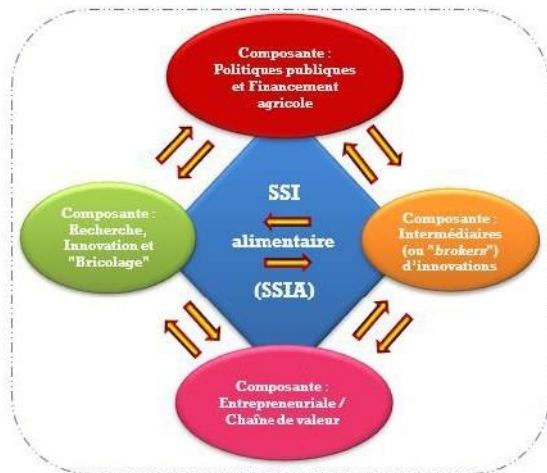 Composante :
Politiques publiques
et Financement
agricole
SSI
alimentaire
(SSIA)
Composante :
Recherche,
Innovation et
"Bricolage"
Composante :
Intermédiaires
(ou "brokers")
d'innovations
Composante :
Entrepreneuriale /
Chaîne de valeur